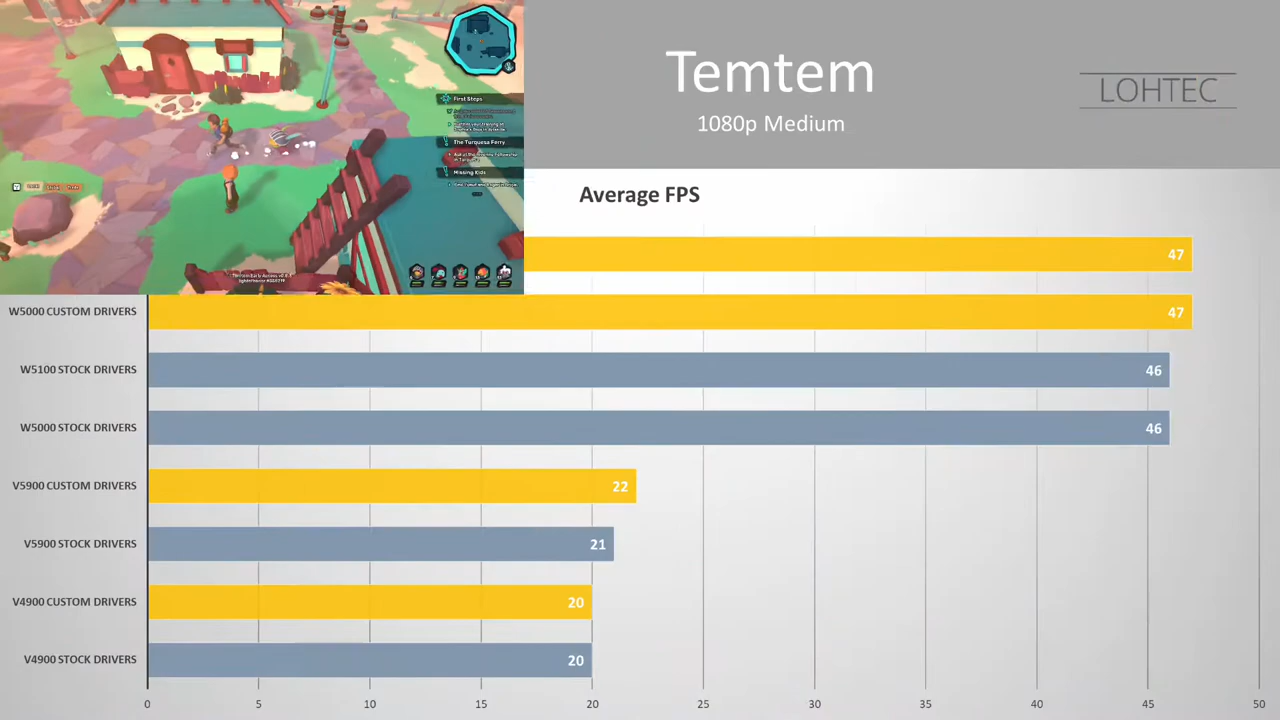 Temtem
1080p Medium
LOHTEC
First Steps
The Turquesa Ferry
Missing Kids
Average FPS
47
W5000 CUSTOM DRIVERS
47
W5100 STOCK DRIVERS
46
W5000 STOCK DRIVERS
46
V5900 CUSTOM DRIVERS
22
V5900 STOCK DRIVERS
21
V4900 CUSTOM DRIVERS
20
V4900 STOCK DRIVERS
20
0 5 10 15 20 25 30 35 40 45 50